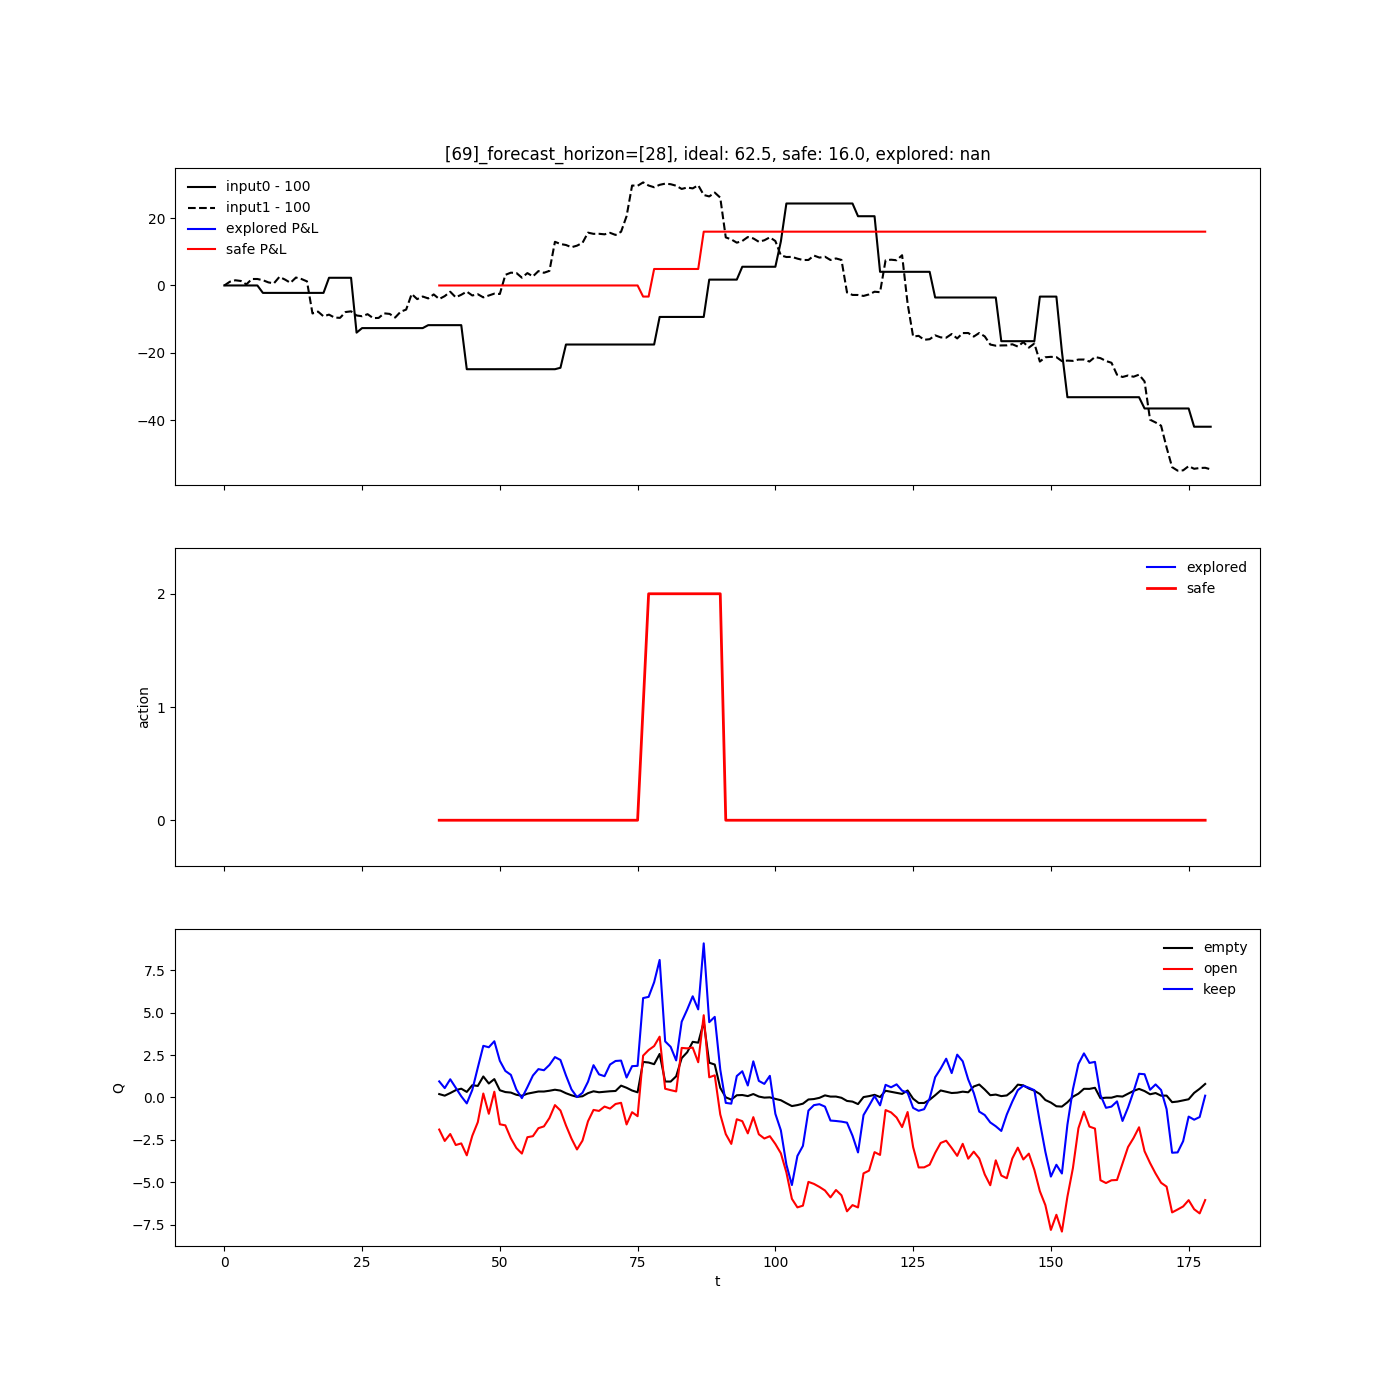 [69]_forecast_horizon=[28], ideal: 62.5, safe: 16.0, explored: nan
input0 - 100
input1 - 100
explored P&L
safe P&L
20
0
−20
−40
explored
safe
2
1
0
action
empty
open
keep
7.5
5.0
2.5
0.0
−2.5
−5.0
−7.5
Q
0 25 50 75 100 125 150 175
t